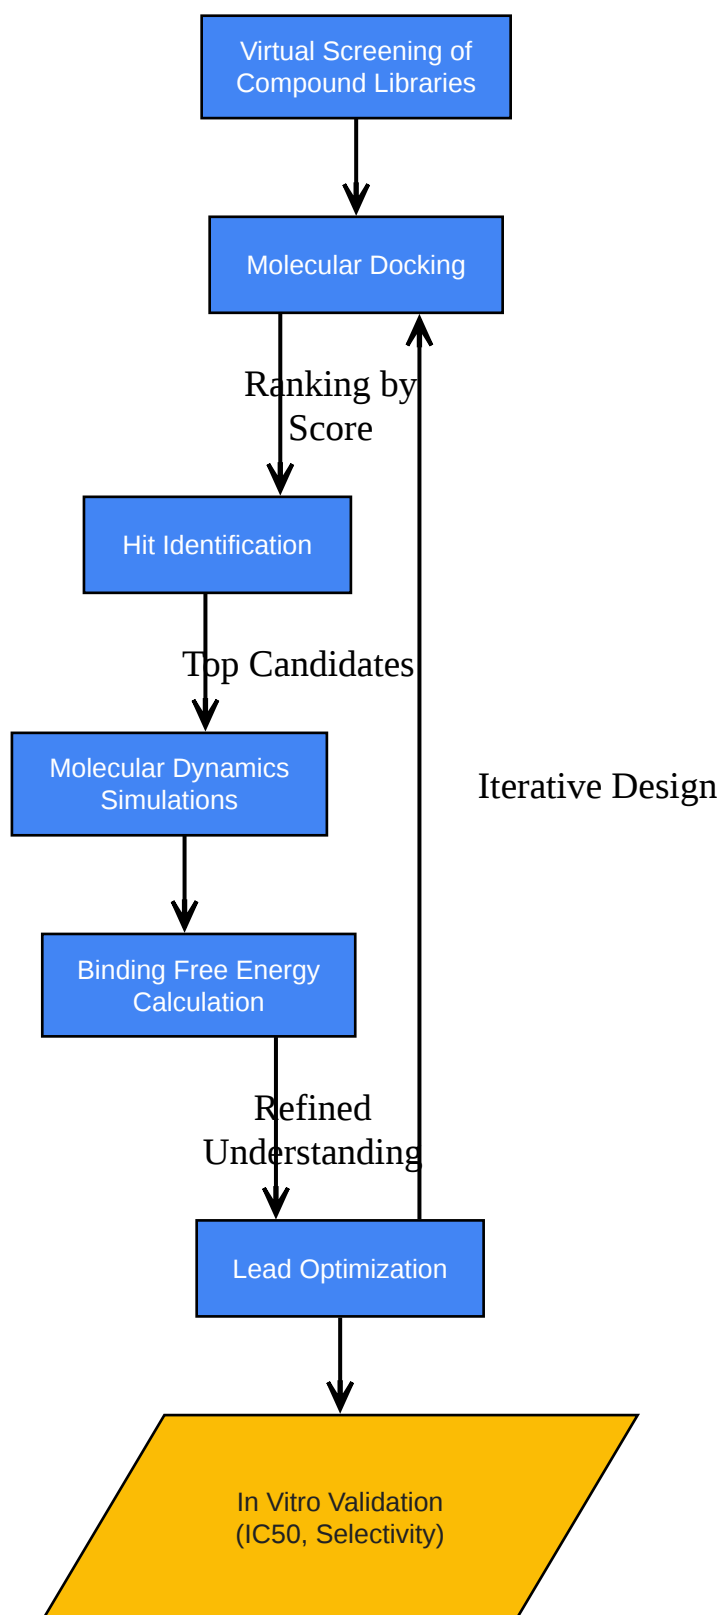 Virtual Screening of
Compound Libraries
Molecular Docking
Ranking by
Score
Hit Identification
Top Candidates
Molecular Dynamics
Simulations
Iterative Design
Binding Free Energy
Calculation
Refined
Understanding
Lead Optimization
In Vitro Validation
(IC50, Selectivity)